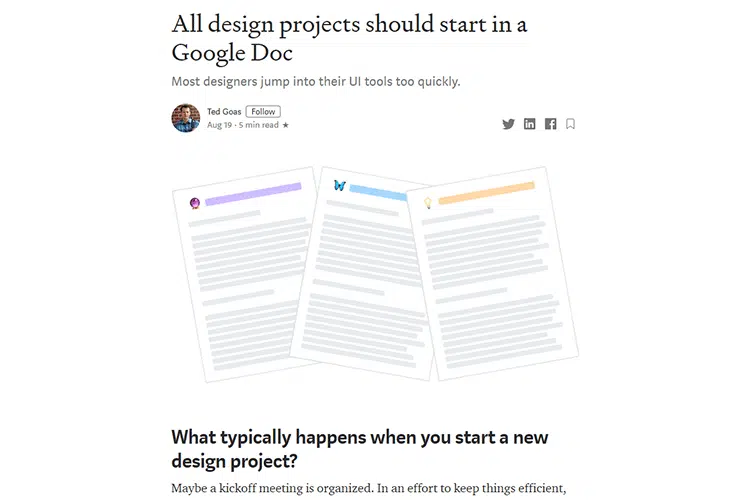 All design projects should start in a
Google Doc
Most designers jump into their UI tools too quickly.
Ted Goas Follow
Aug 19 · 5 min read ★
What typically happens when you start a new
design project?
Maybe a kickoff meeting is organized. In an effort to keep things efficient,